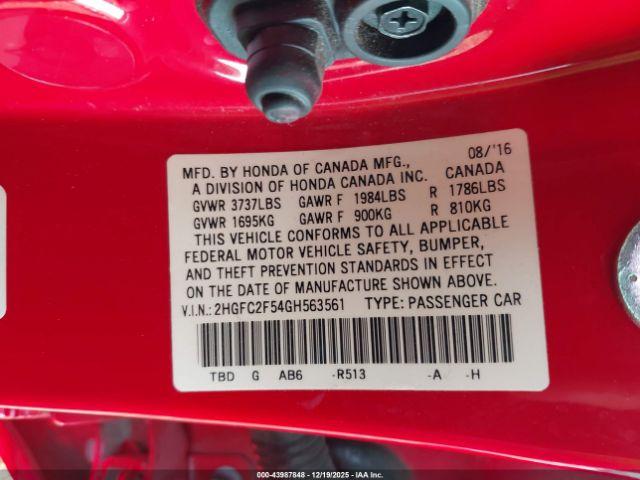 08/'16
MFD. BY HONDA OF CANADA MFG.,
A DIVISION OF HONDA CANADA INC. CANADA
GVWR 3737LBS GAWR F 1984LBS R 1786LBS
GVWR 1695KG GAWR F 900KG R 810KG
THIS VEHICLE CONFORMS TO ALL APPLICABLE
FEDERAL MOTOR VEHICLE SAFETY, BUMPER,
AND THEFT PREVENTION STANDARDS IN EFFECT
ON THE DATE OF MANUFACTURE SHOWN ABOVE.
V.I.N.:2HGFC2F54GH563561 TYPE: PASSENGER CAR
TBD G AB6 -R513 -A -H
000-43987848 - 12/19/2025 - IAA Inc.